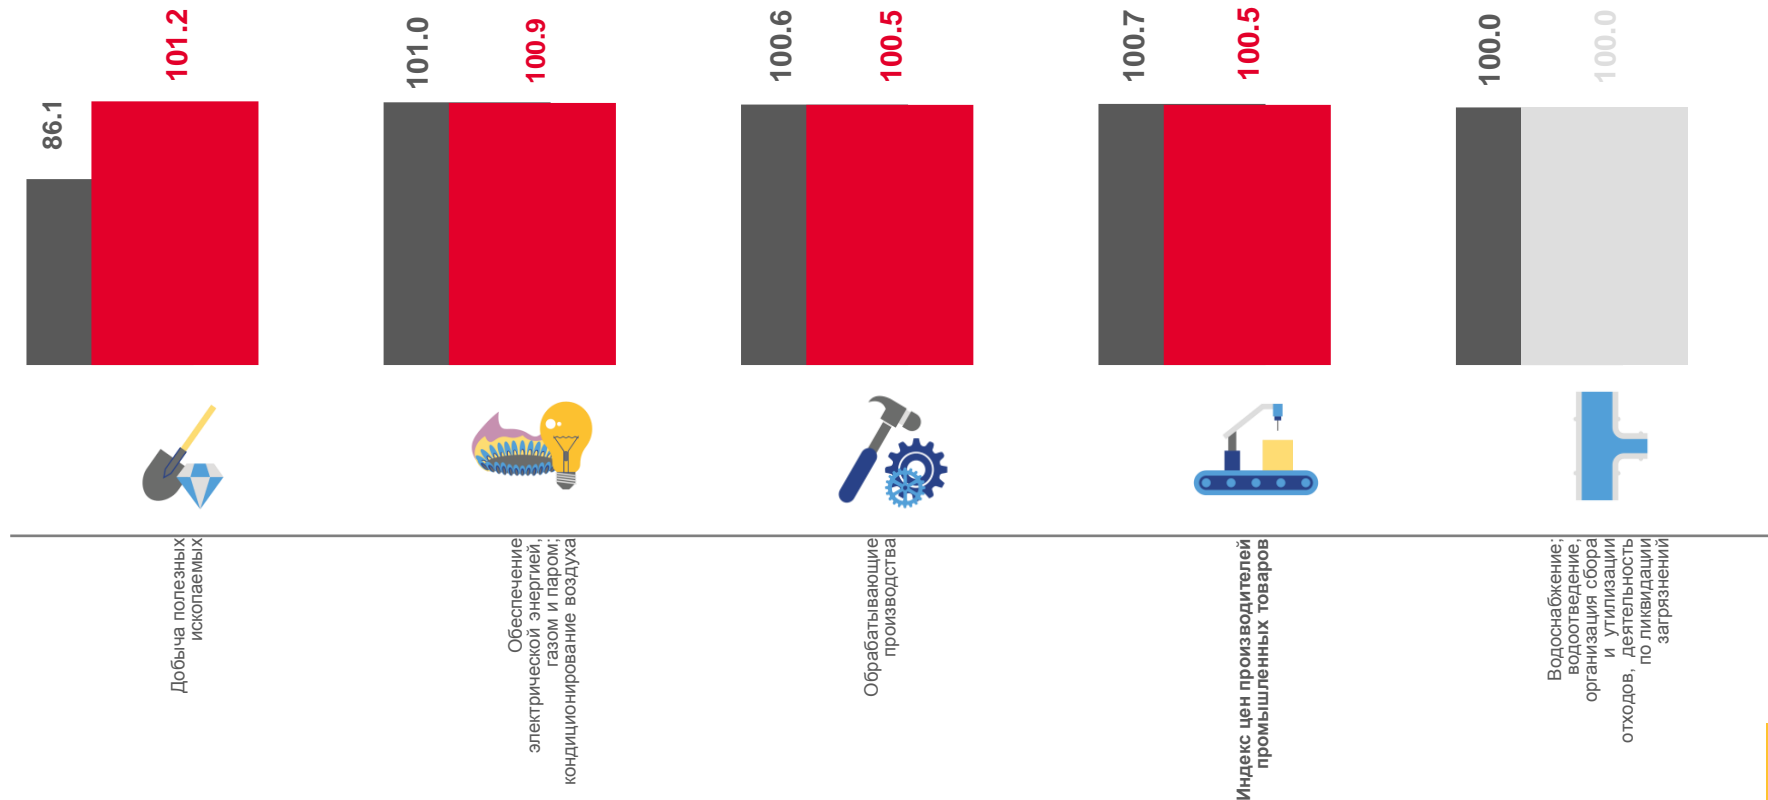 86.1
101.2
101.0
100.9
100.6
100.5
100.7
100.5
100.0
100.0
Добыча полезных
ископаемых
Обеспечение
электрической энергией,
газом и паром;
кондиционирование воздуха
Обрабатывающие
производства
Индекс цен производителей
промышленных товаров
Водоснабжение;
водоотведение,
организация сбора
и утилизации
отходов, деятельность
по ликвидации
загрязнений